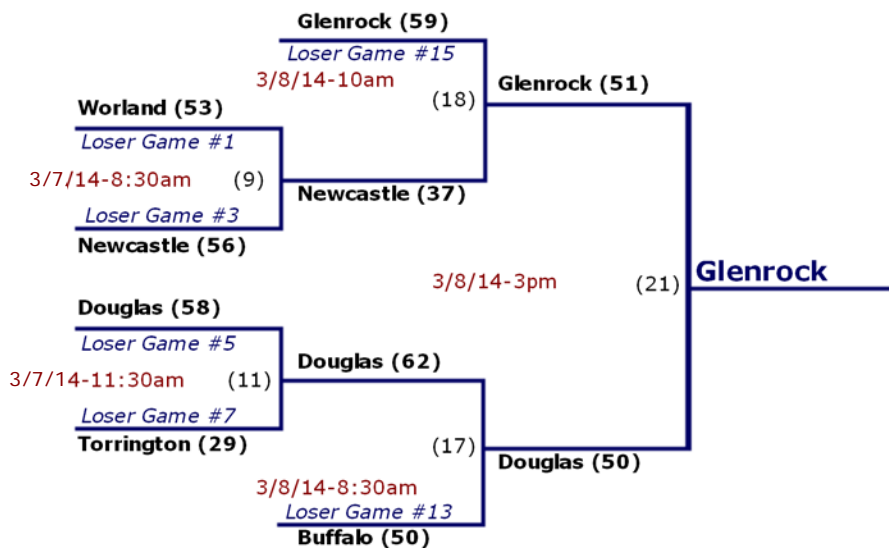 Glenrock (59)
Loser Game #15
3/8/14-10am
(18)
Glenrock (51)
Worland (53)
Loser Game #1
3/7/14-8:30am
(9)
Loser Game #3
Newcastle (56)
Newcastle (37)
3/8/14-3pm
(21)
Glenrock
Douglas (58)
Loser Game #5
3/7/14-11:30am
(11)
Loser Game #7
Torrington (29)
Douglas (62)
(17)
Douglas (50)
3/8/14-8:30am
Loser Game #13
Buffalo (50)